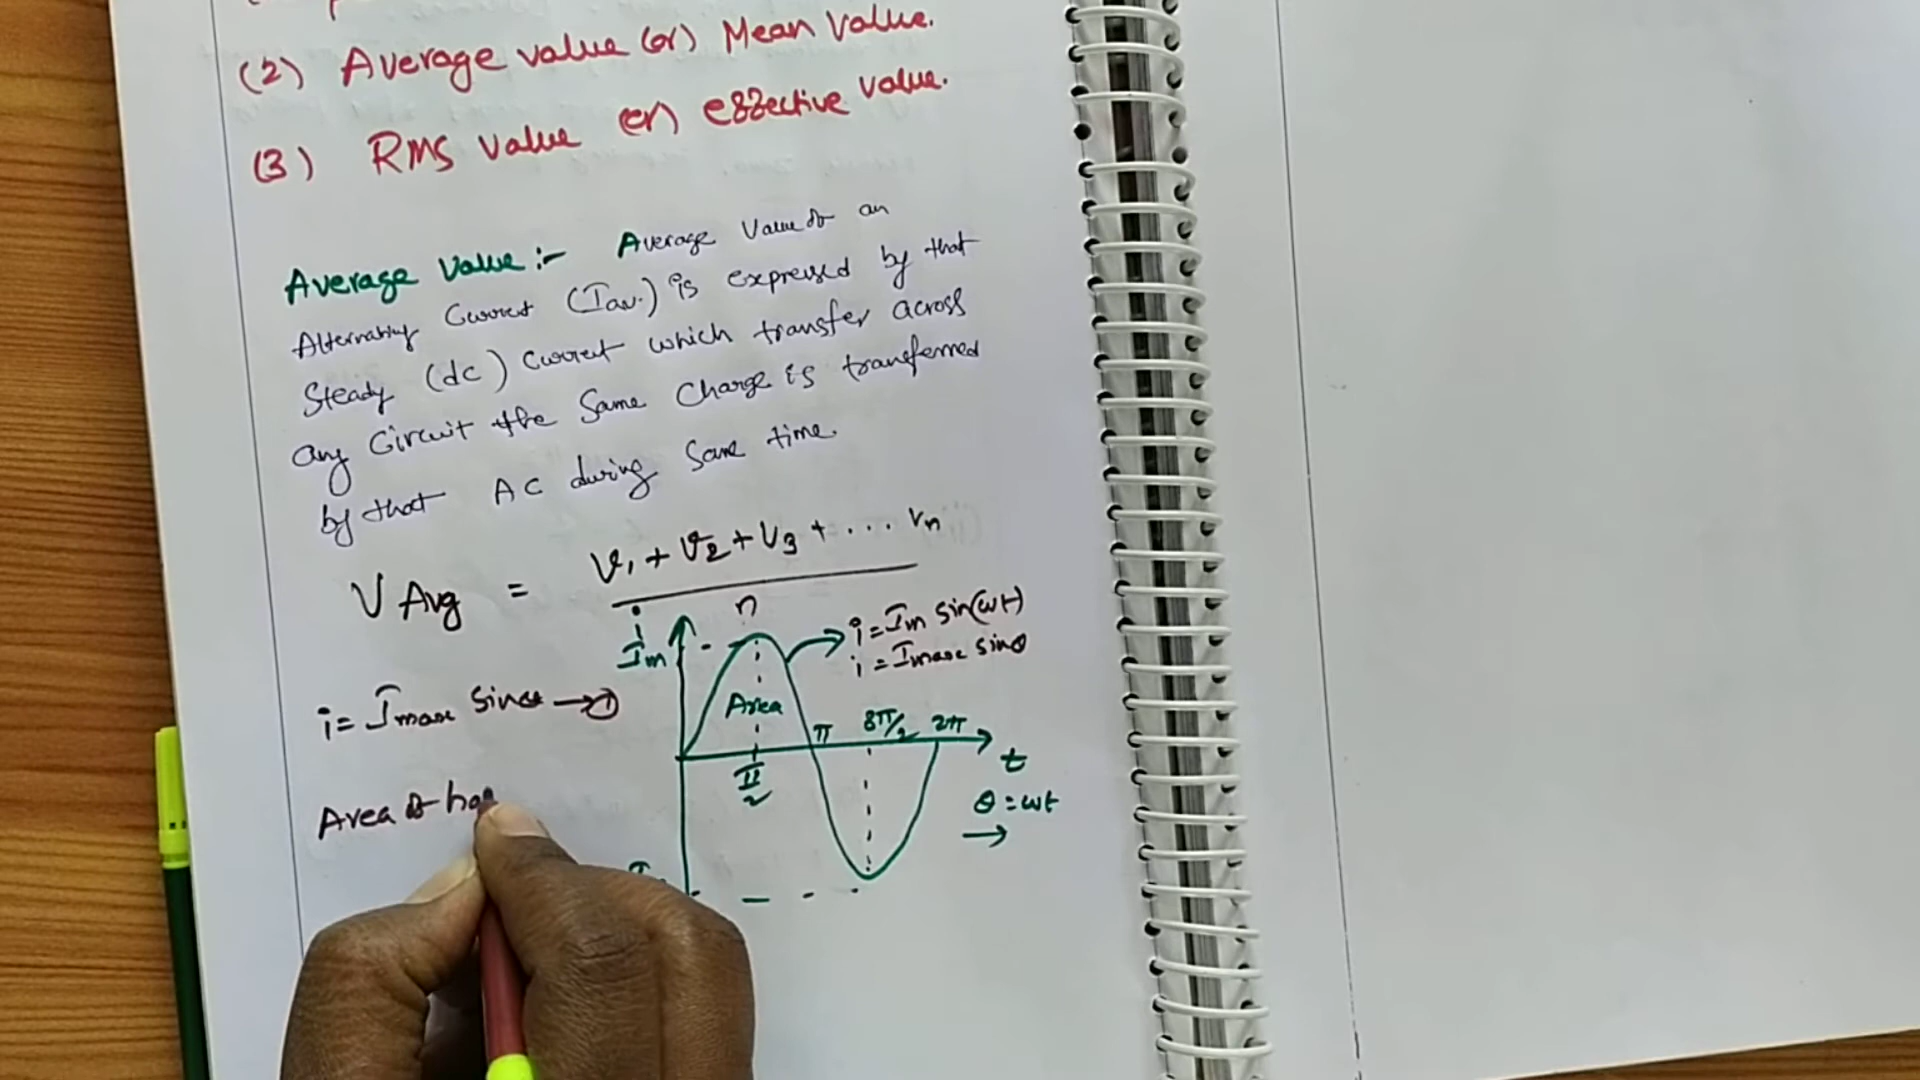 (2) Average value (or) Mean value.
(3) RMS value (or) effective value.
Average value :- Average Value of an
Alternating Current (Iav.) is expressed by that
Steady (dc) Current which transfer across
any Circuit the Same Charge is transferred
by that AC during Same time.
V Avg = v1 + v2 + v3 + ... vn
n
i
Im
i = Im sin(ωt)
i = Imax sinθ
i = Imax Sinθ → 1
Area
π
3π/2
2π
π/2
t
θ = ωt
Area of ha